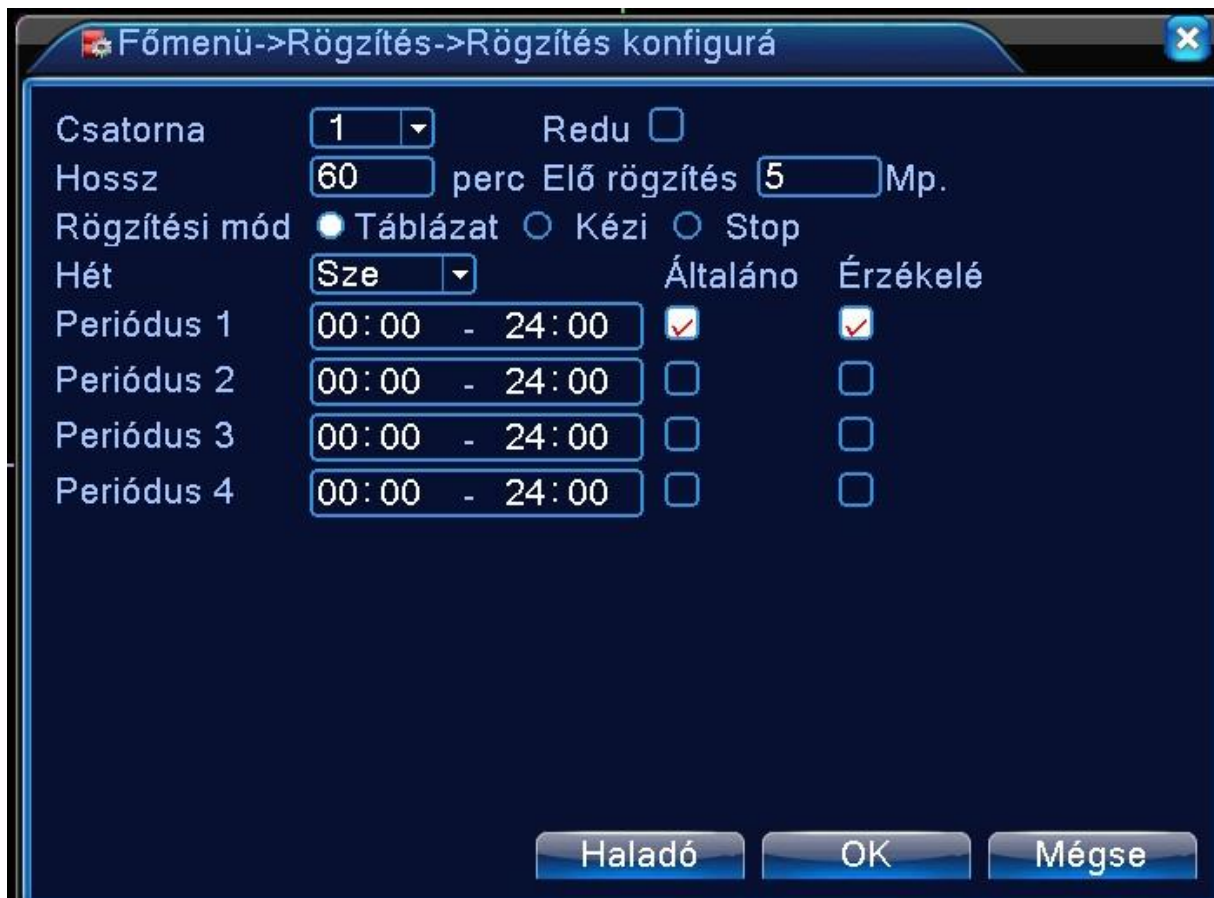 Főmenü->Rögzítés->Rögzítés konfigurá
Csatorna 1 Redu
Hossz 60 perc Elő rögzítés 5 Mp.
Rögzítési mód Táblázat Kézi Stop
Hét Sze Általáno Érzékelé
Periódus 1 00:00 - 24:00
Periódus 2 00:00 - 24:00
Periódus 3 00:00 - 24:00
Periódus 4 00:00 - 24:00
Haladó OK Mégse